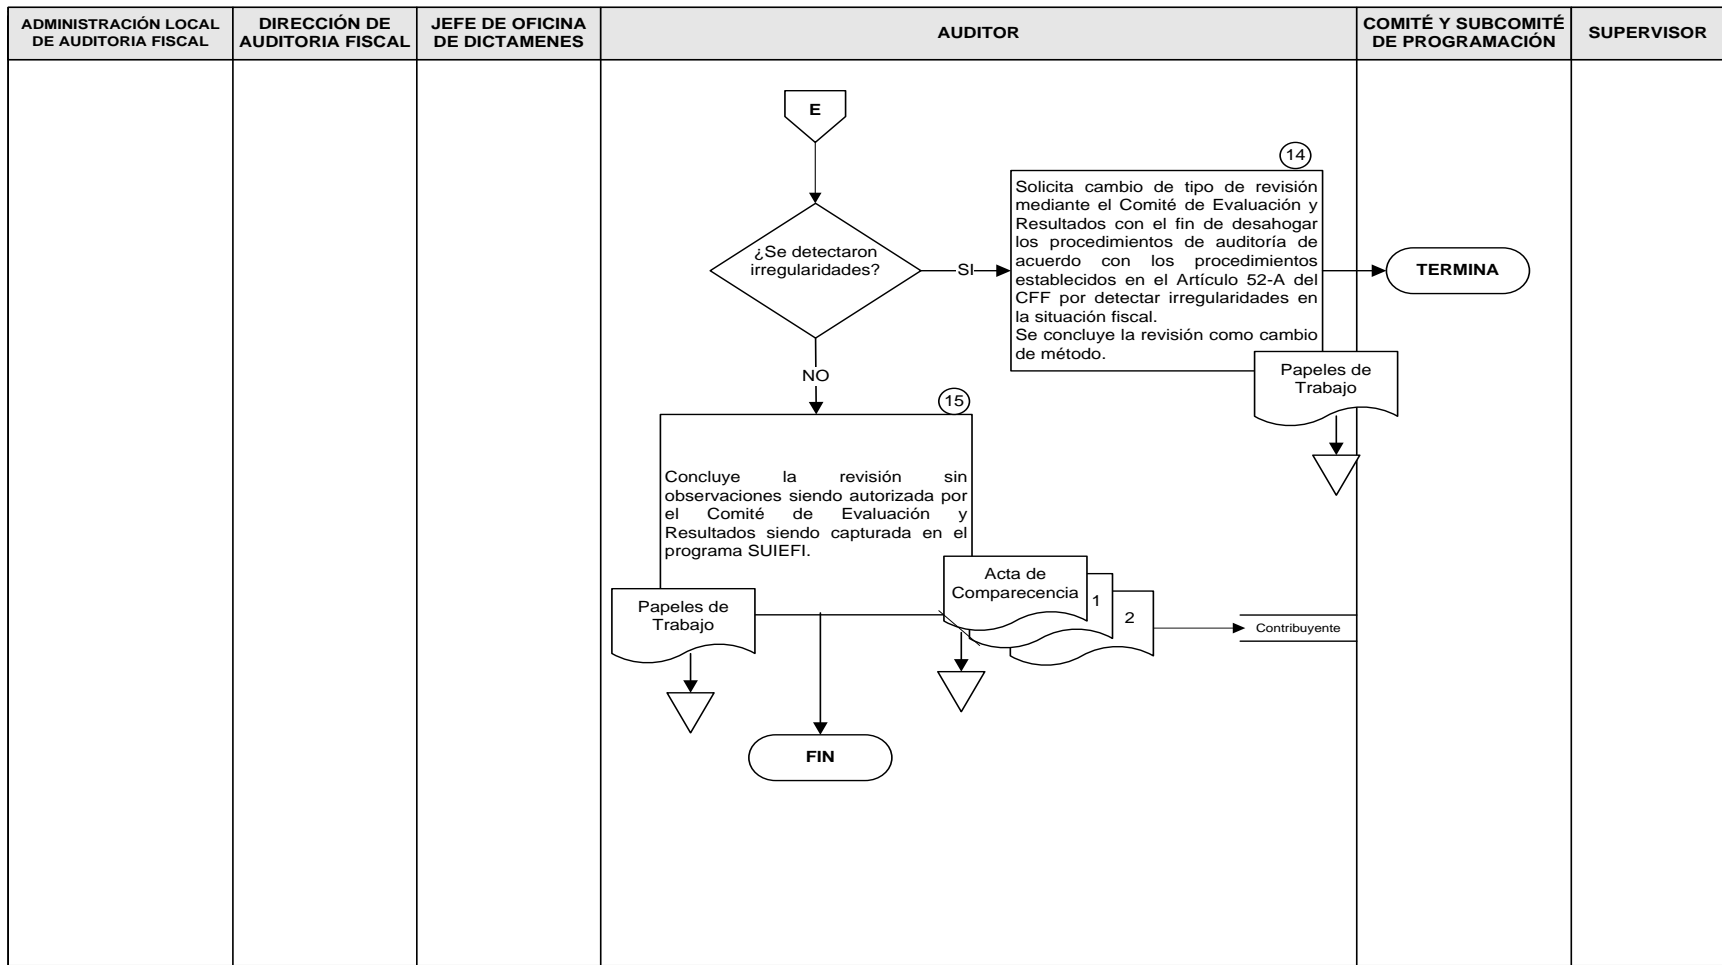 ADMINISTRACIÓN LOCAL
DE AUDITORIA FISCAL
DIRECCIÓN DE
AUDITORIA FISCAL
JEFE DE OFICINA
DE DICTAMENES
AUDITOR
COMITÉ Y SUBCOMITÉ
DE PROGRAMACIÓN
SUPERVISOR
E
¿Se detectaron
irregularidades?
SI
14
Solicita cambio de tipo de revisión
mediante el Comité de Evaluación y
Resultados con el fin de desahogar
los procedimientos de auditoría de
acuerdo con los procedimientos
establecidos en el Artículo 52-A del
CFF por detectar irregularidades en
la situación fiscal.
Se concluye la revisión como cambio
de método.
TERMINA
Papeles de
Trabajo
NO
15
Concluye la revisión sin
observaciones siendo autorizada por
el Comité de Evaluación y
Resultados siendo capturada en el
programa SUIEFI.
Papeles de
Trabajo
Acta de
Comparecencia
1
2
Contribuyente
FIN